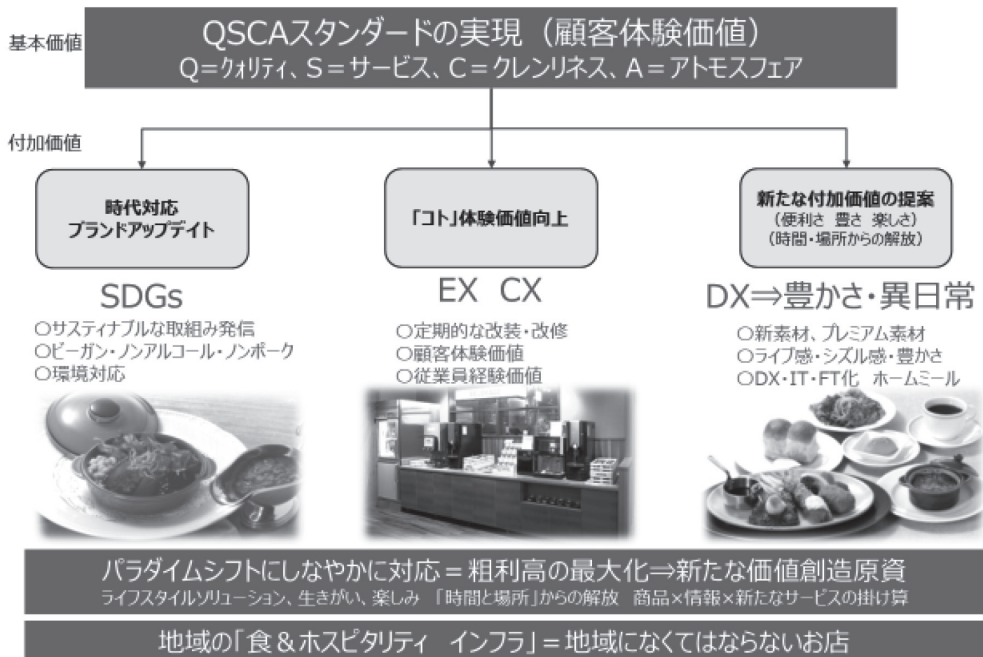 基本価値
QSCAスタンダードの実現（顧客体験価値）
Q＝クォリティ、S＝サービス、C＝クレンリネス、A＝アトモスフェア
付加価値
時代対応
ブランドアップデイト
「コト」体験価値向上
新たな付加価値の提案
（便利さ 豊さ 楽しさ）
（時間・場所からの解放）
SDGs
○サスティナブルな取組み発信
○ビーガン・ノンアルコール・ノンポーク
○環境対応
EX CX
○定期的な改装・改修
○顧客体験価値
○従業員経験価値
DX⇒豊かさ・異日常
○新素材、プレミアム素材
○ライブ感・シズル感・豊かさ
○DX・IT・FT化 ホームミール
パラダイムシフトにしなやかに対応＝粗利高の最大化⇒新たな価値創造原資
ライフスタイルソリューション、生きがい、楽しみ 「時間と場所」からの解放 商品×情報×新たなサービスの掛け算
地域の「食＆ホスピタリティ インフラ」＝地域になくてはならないお店